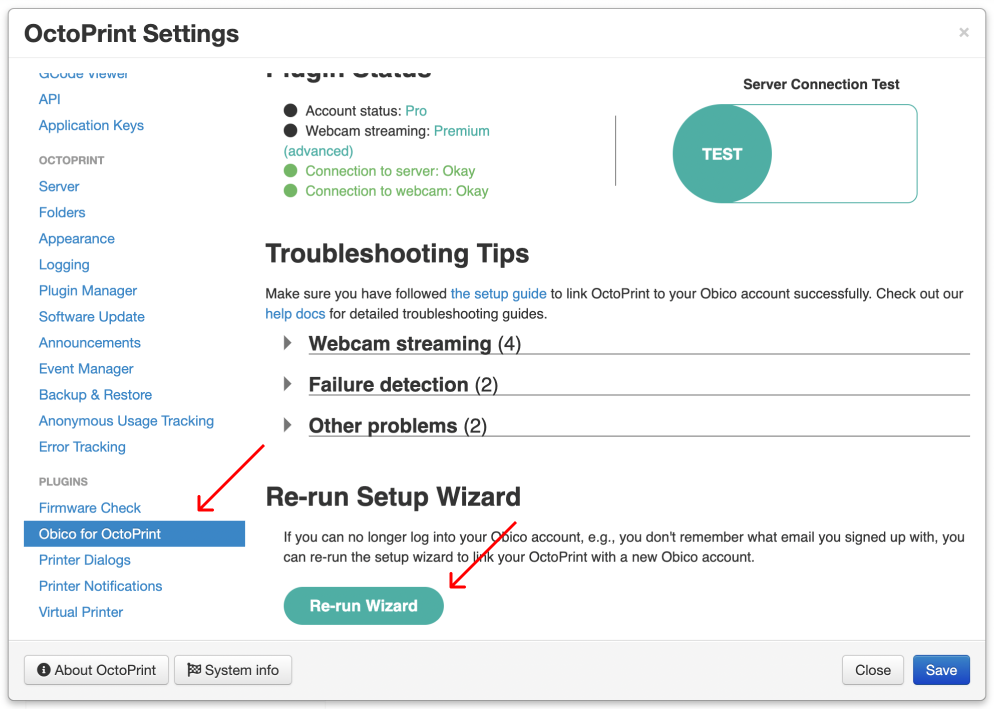 OctoPrint Settings
×
GCode Viewer
API
Application Keys
OCTOPRINT
Server
Folders
Appearance
Logging
Plugin Manager
Software Update
Announcements
Event Manager
Backup & Restore
Anonymous Usage Tracking
Error Tracking
PLUGINS
Firmware Check
Obico for OctoPrint
Printer Dialogs
Printer Notifications
Virtual Printer
Plugin Status
Account status: Pro
Webcam streaming: Premium
(advanced)
Connection to server: Okay
Connection to webcam: Okay
Server Connection Test
TEST
Troubleshooting Tips
Make sure you have followed the setup guide to link OctoPrint to your Obico account successfully. Check out our
help docs for detailed troubleshooting guides.
Webcam streaming (4)
Failure detection (2)
Other problems (2)
Re-run Setup Wizard
If you can no longer log into your Obico account, e.g., you don't remember what email you signed up with, you
can re-run the setup wizard to link your OctoPrint with a new Obico account.
Re-run Wizard
About OctoPrint
System info
Close
Save